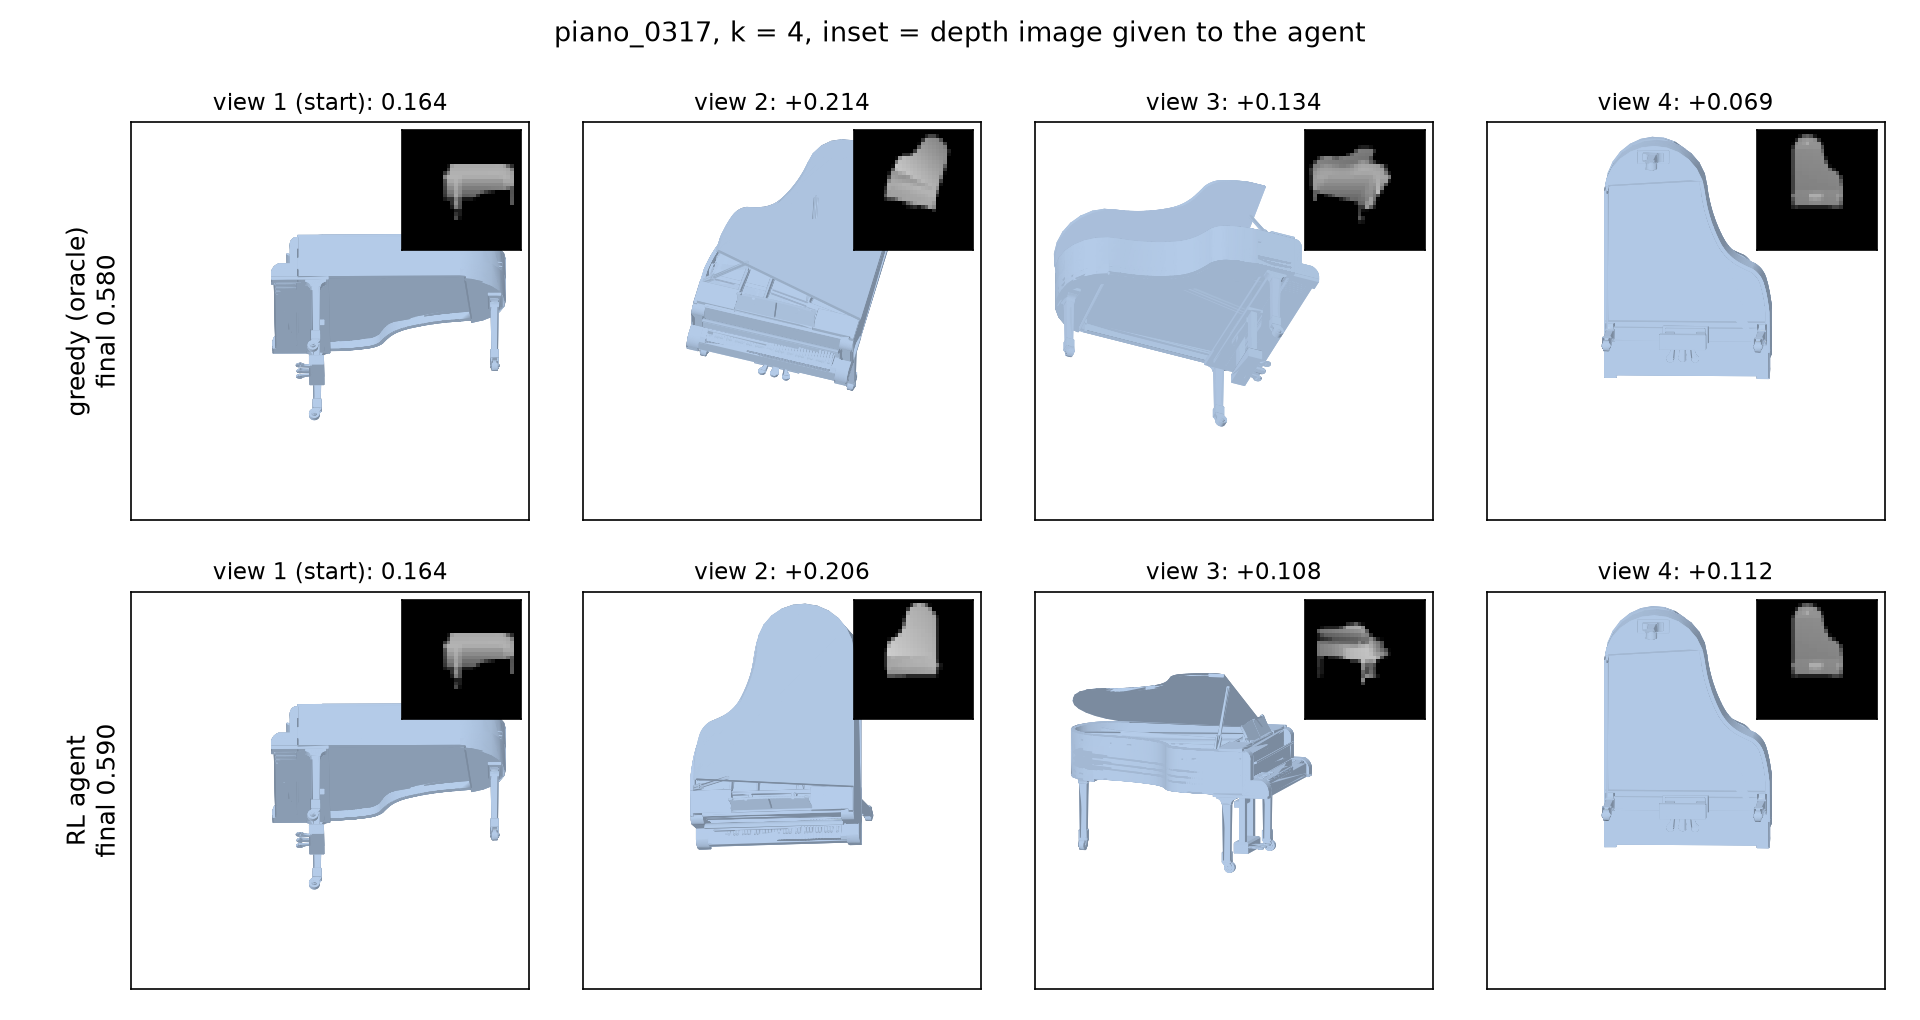 piano_0317, k = 4, inset = depth image given to the agent
view 1 (start): 0.164
view 2: +0.214
view 3: +0.134
view 4: +0.069
greedy (oracle)
final 0.580
view 1 (start): 0.164
view 2: +0.206
view 3: +0.108
view 4: +0.112
RL agent
final 0.590